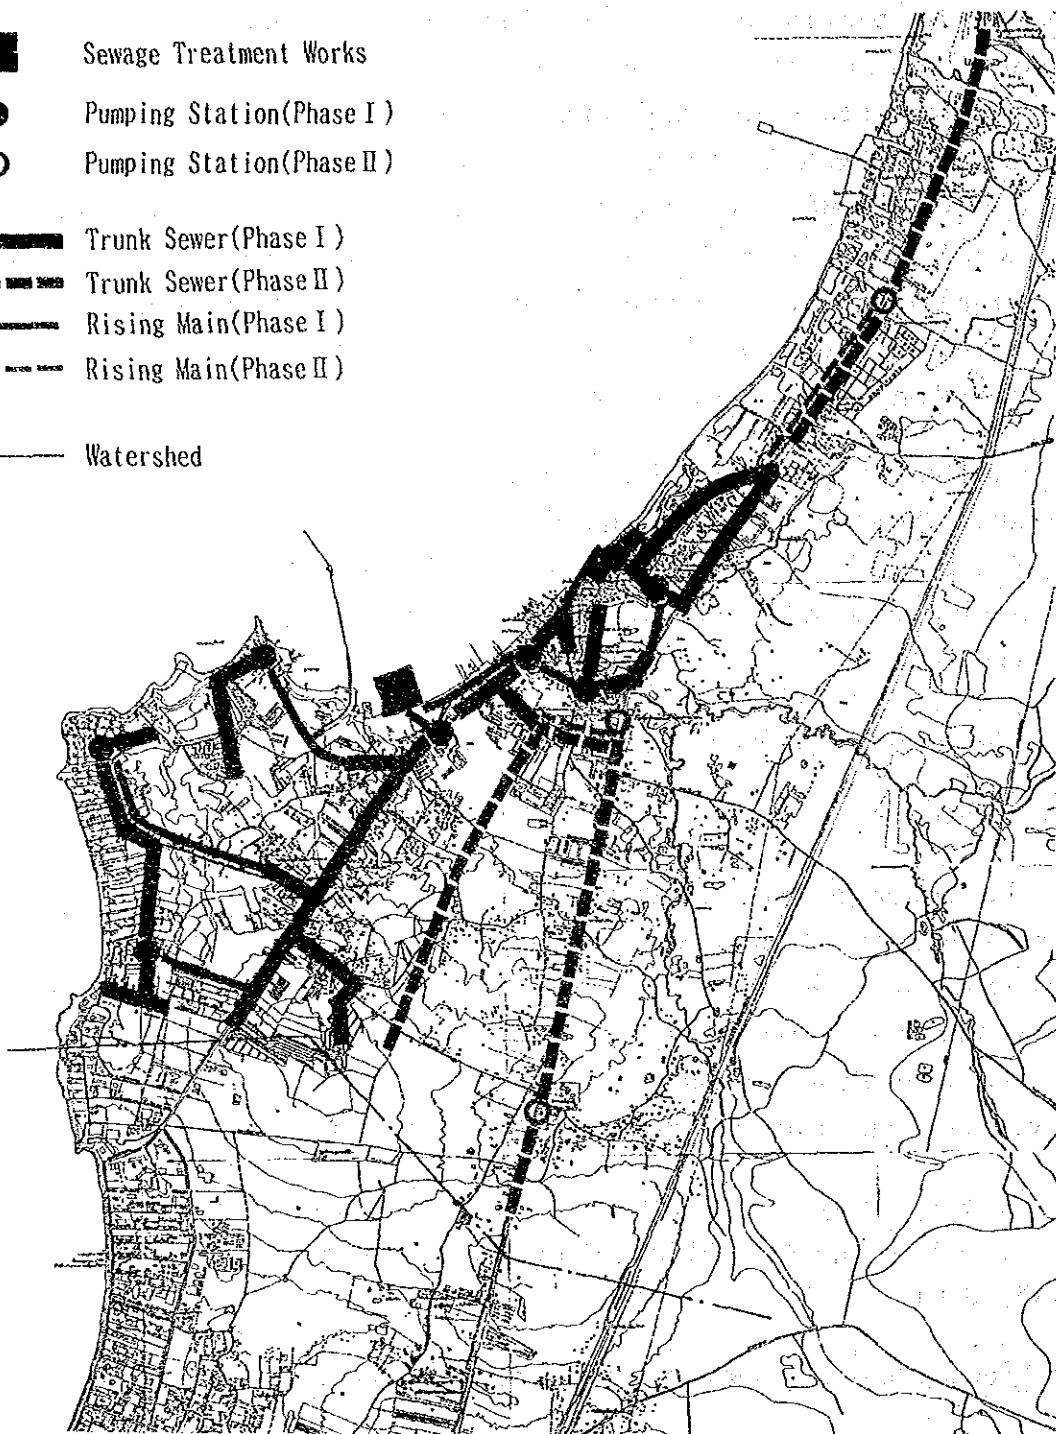 Sewage Treatment Works
Pumping Station(Phase Ⅰ)
Pumping Station(Phase Ⅱ)
Trunk Sewer(Phase Ⅰ)
Trunk Sewer(Phase Ⅱ)
Rising Main(Phase Ⅰ)
Rising Main(Phase Ⅱ)
Watershed